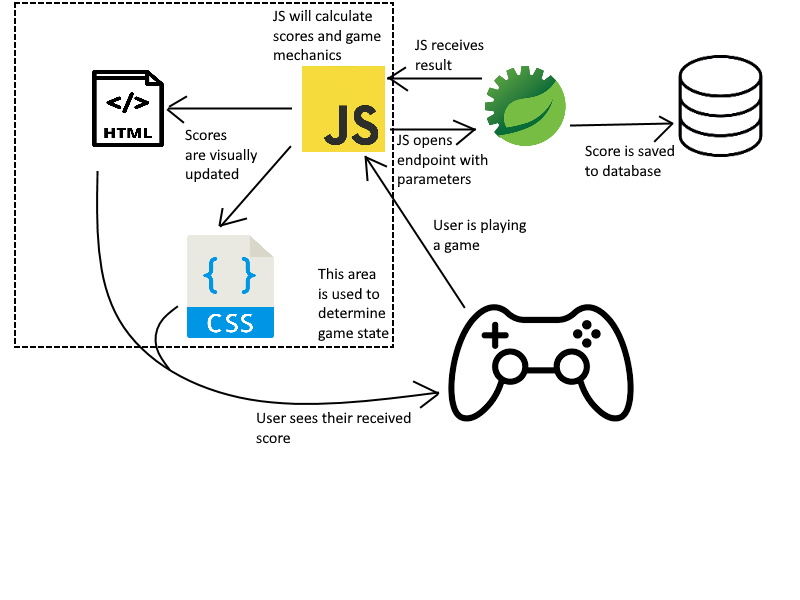 JS will calculate
scores and game
mechanics
JS receives
result
</>
HTML
JS
Scores
are visually
updated
JS opens
endpoint with
parameters
Score is saved
to database
User is playing
a game
{ }
CSS
This area
is used to
determine
game state
User sees their received
score